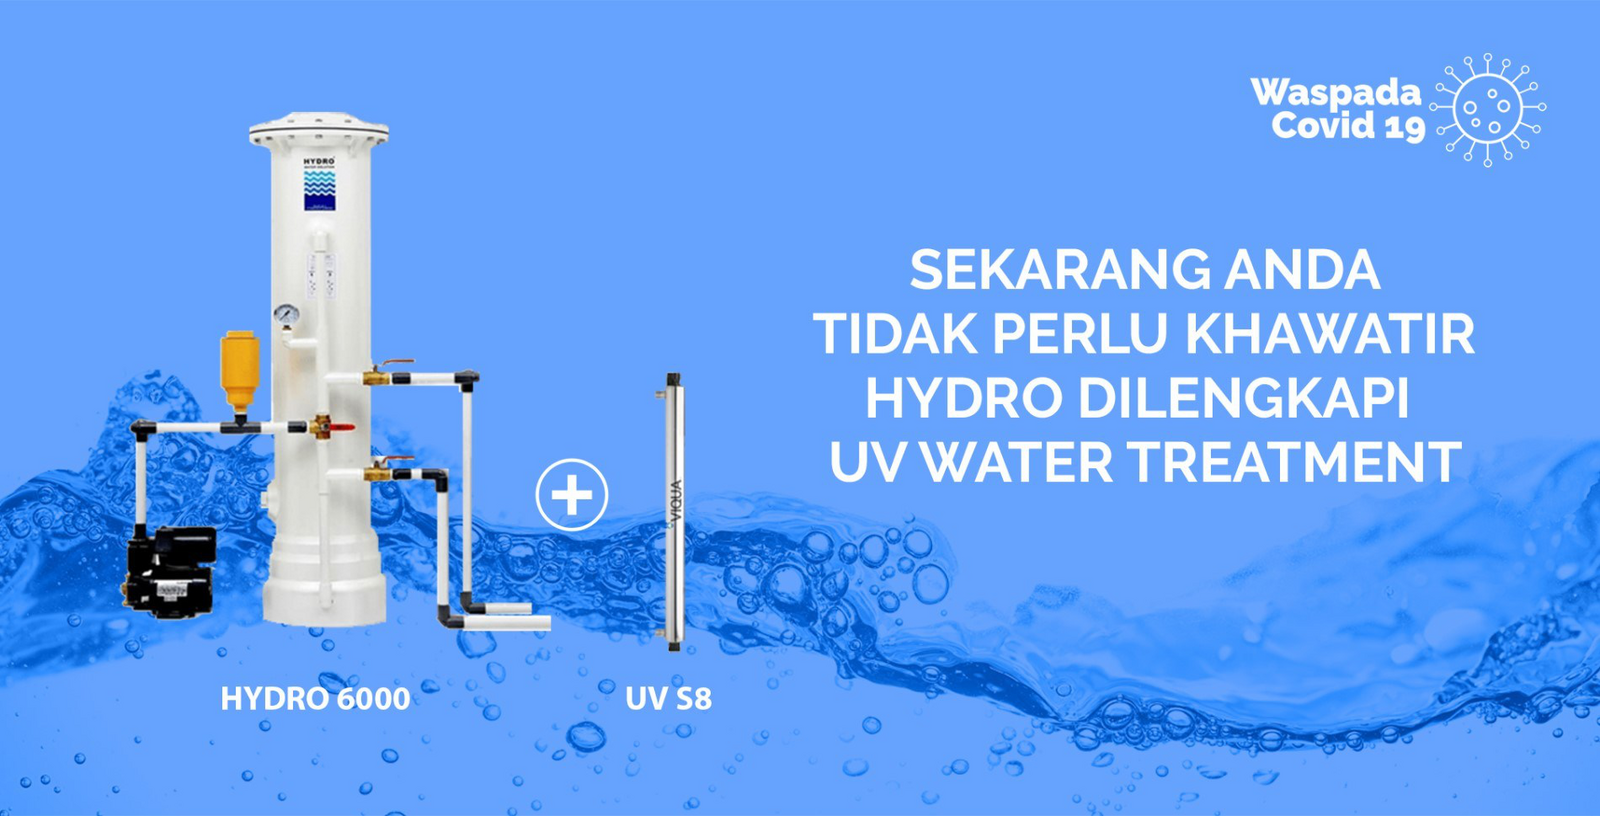 Waspada
Covid 19
HYDRO
SEKARANG ANDA
TIDAK PERLU KHAWATIR
HYDRO DILENGKAPI
UV WATER TREATMENT
VIQUA
HYDRO 6000
UV S8